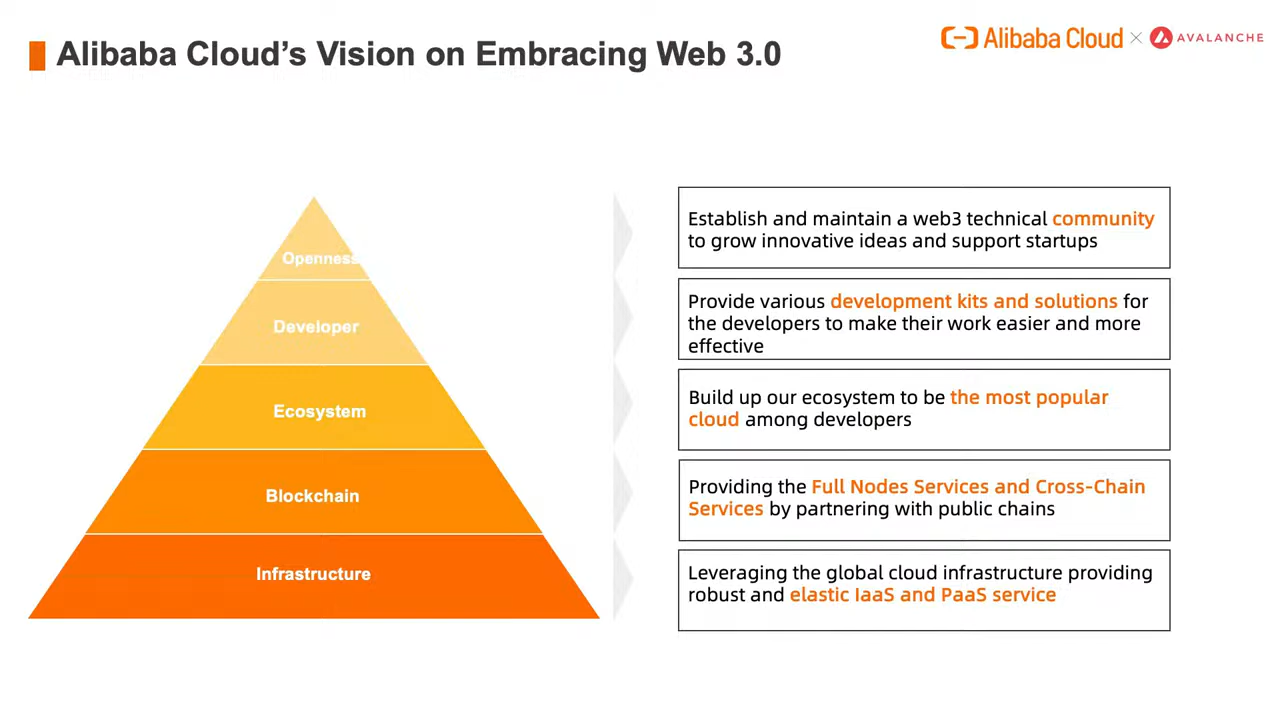 Alibaba Cloud's Vision on Embracing Web 3.0
Alibaba Cloud × AVALANCHE
Openness
Establish and maintain a web3 technical community
to grow innovative ideas and support startups
Developer
Provide various development kits and solutions for
the developers to make their work easier and more
effective
Ecosystem
Build up our ecosystem to be the most popular
cloud among developers
Blockchain
Providing the Full Nodes Services and Cross-Chain
Services by partnering with public chains
Infrastructure
Leveraging the global cloud infrastructure providing
robust and elastic IaaS and PaaS service